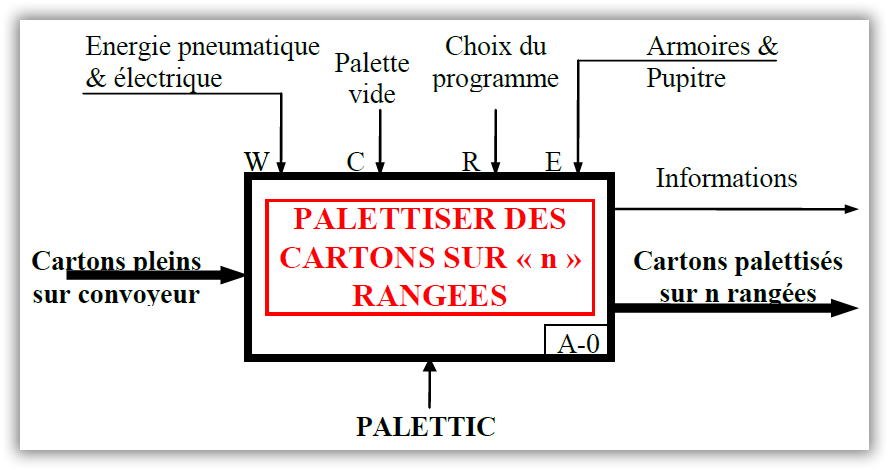 Energie pneumatique
& électrique
Palette
vide
Choix du
programme
Armoires &
Pupitre
W
C
R
E
Informations
PALETTISER DES
CARTONS SUR « n »
RANGEES
Cartons pleins
sur convoyeur
Cartons palettisés
sur n rangées
A-0
PALETTIC